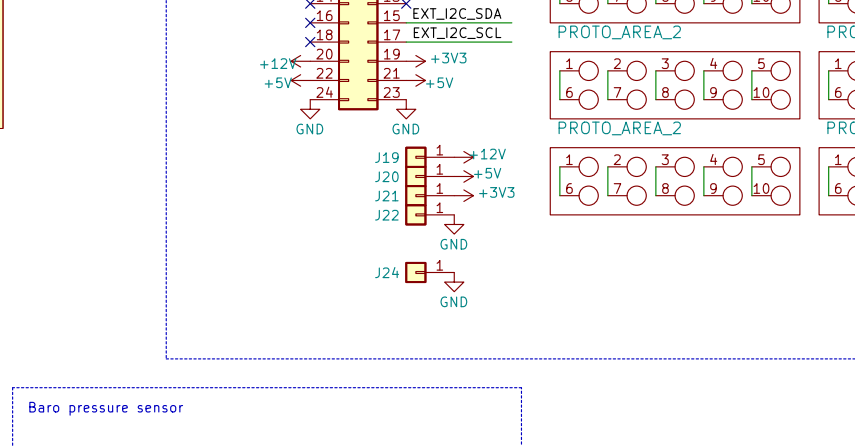 16 15 EXT_I2C_SDA
18 17 EXT_I2C_SCL
PROTO_AREA_2
+12V 20 19 +3V3
+5V 22 21 +5V
24 23
GND GND
1 2 3 4 5
6 7 8 9 10
PROTO_AREA_2
J19 1 +12V
J20 1 +5V
J21 1 +3V3
J22 1
GND
1 2 3 4 5
6 7 8 9 10
J24 1
GND
Baro pressure sensor